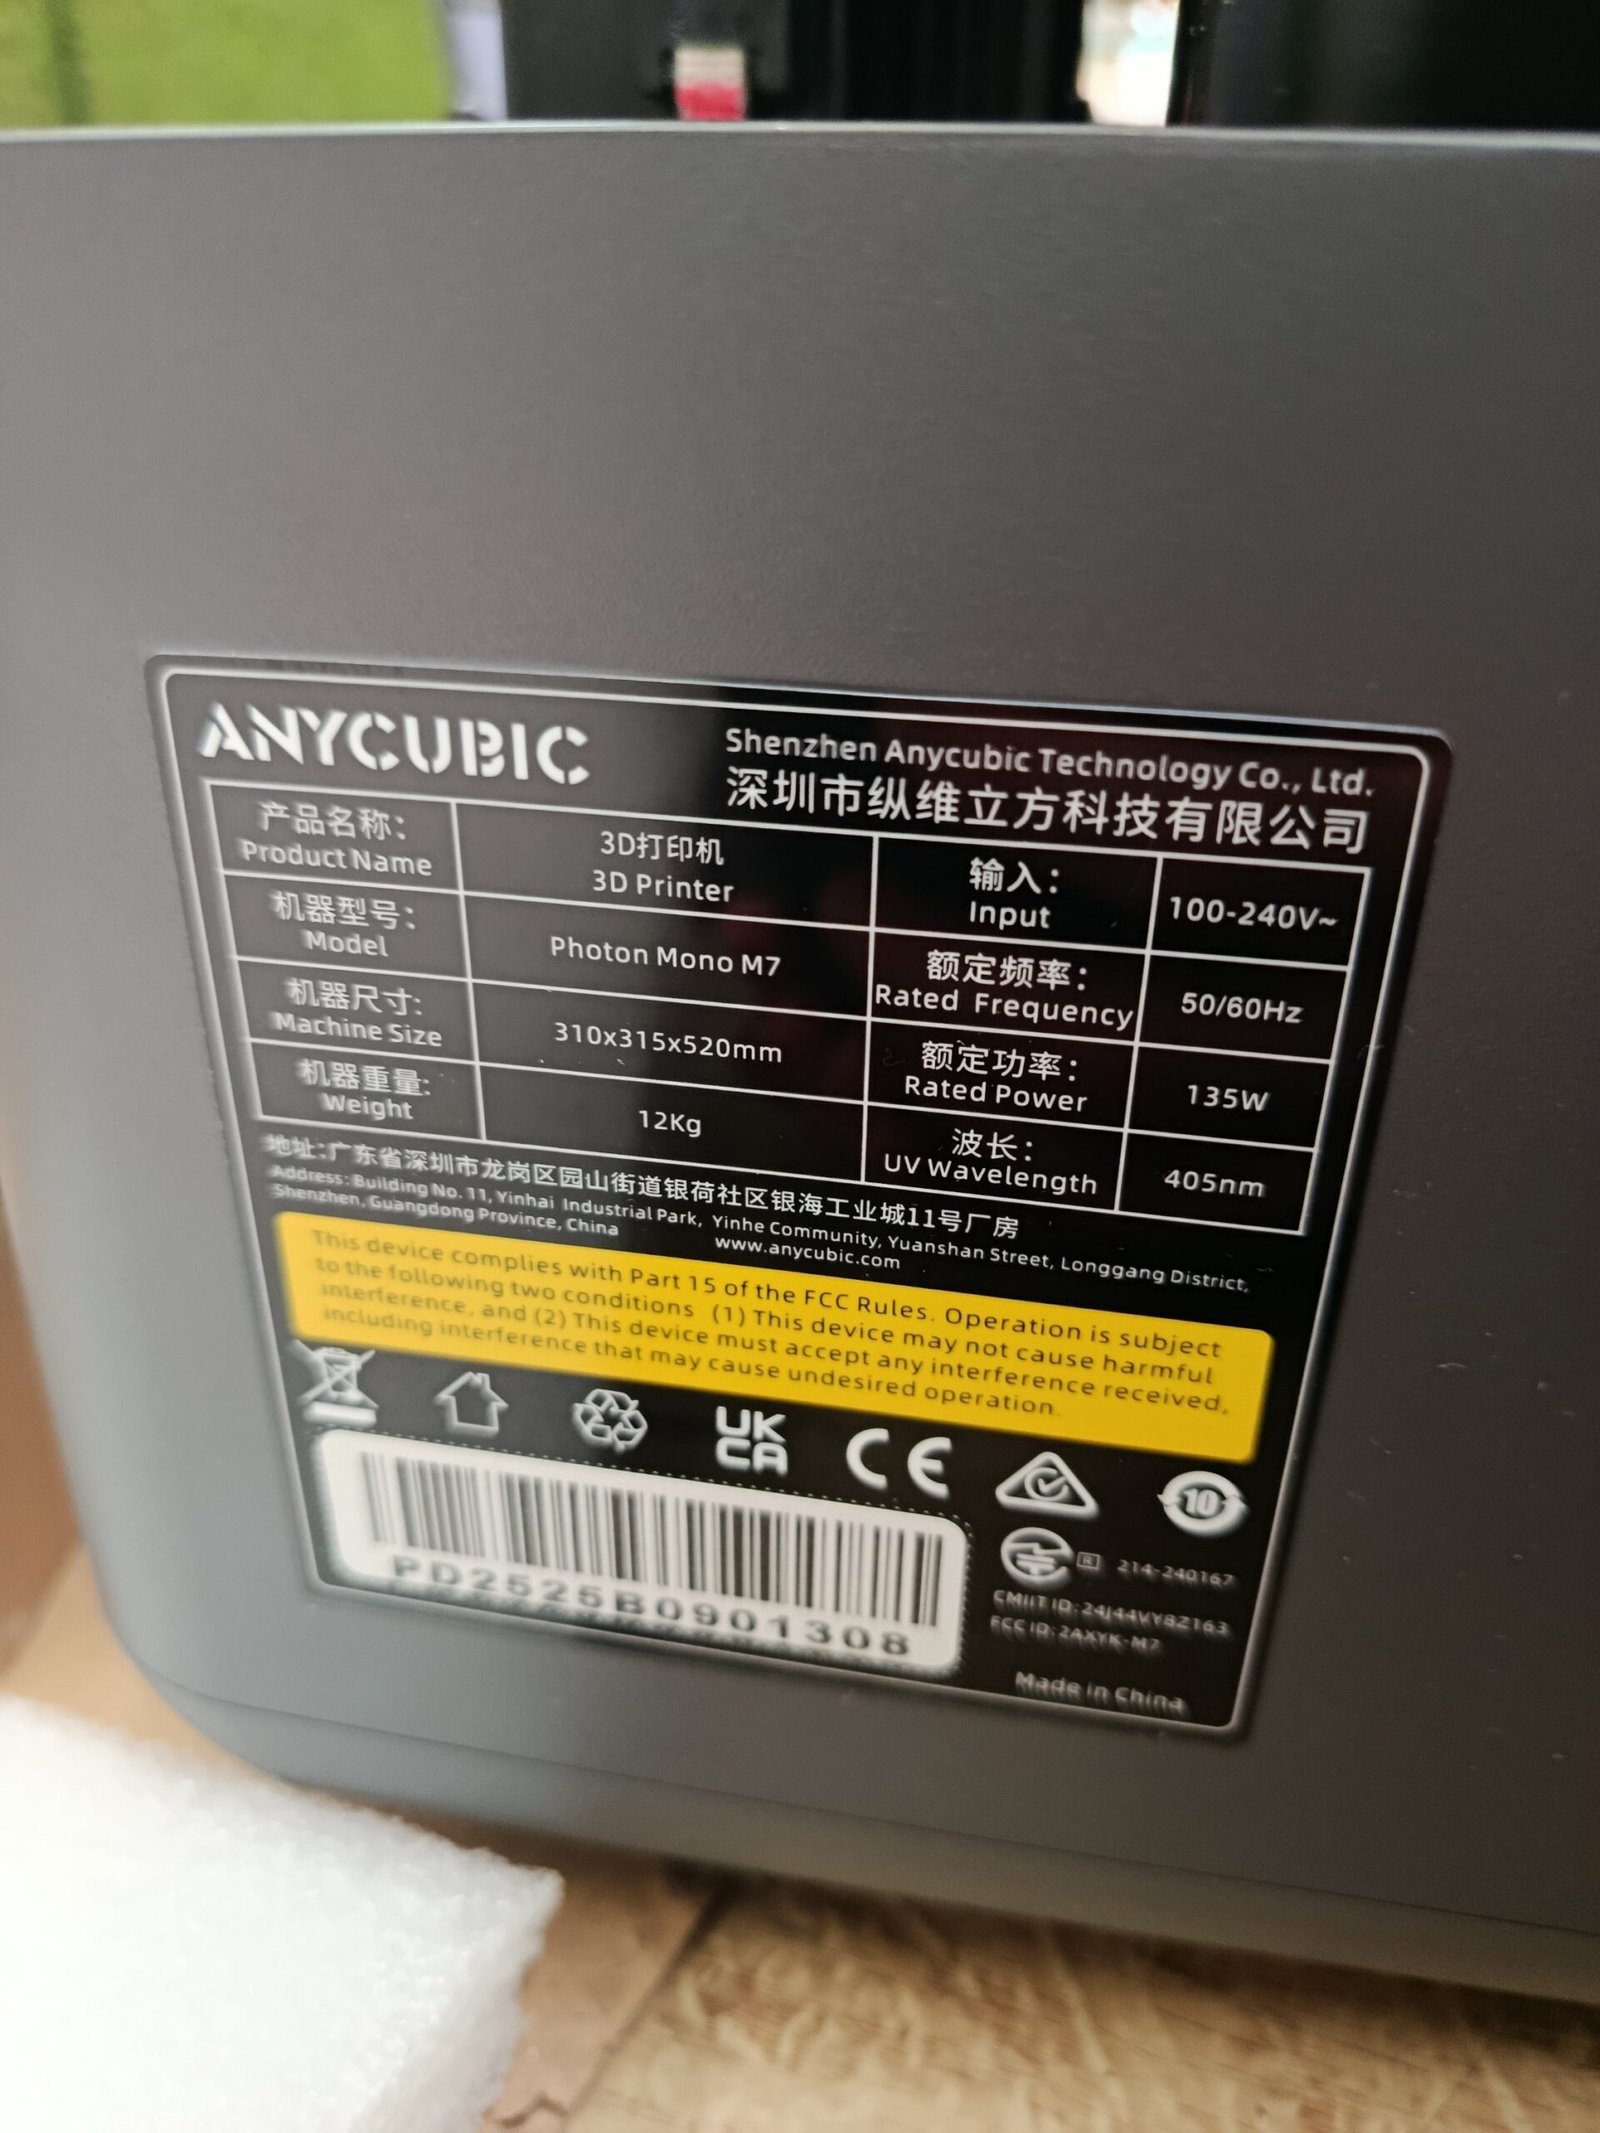 ANYCUBIC
Shenzhen Anycubic Technology Co., Ltd.
深圳市纵维立方科技有限公司
产品名称：
Product Name
3D打印机
3D Printer
输入：
Input
100-240V~
机器型号：
Model
Photon Mono M7
额定频率：
Rated Frequency
50/60Hz
机器尺寸：
Machine Size
310x315x520mm
额定功率：
Rated Power
135W
机器重量：
Weight
12Kg
波长：
UV Wavelength
405nm
地址：广东省深圳市龙岗区园山街道银荷社区银海工业城11号厂房
Address: Building No. 11, Yinhai Industrial Park, Yinhe Community, Yuanshan Street, Longgang District,
Shenzhen, Guangdong Province, China
www.anycubic.com
This device complies with Part 15 of the FCC Rules. Operation is subject
to the following two conditions (1) This device may not cause harmful
interference, and (2) This device must accept any interference received,
including interference that may cause undesired operation.
UK
CA
CE
10
R 214-240167
CMIIT ID: 24J44VY8Z163
FCC ID: 2AXYK-M7
PD2525B0901308
Made in China